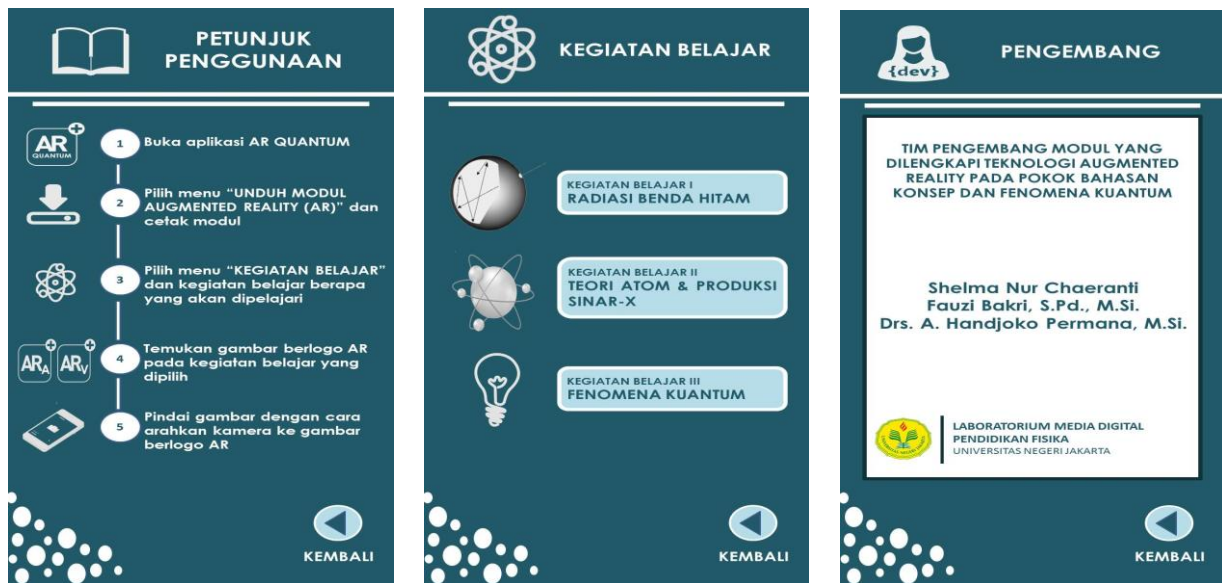 PETUNJUK
PENGGUNAAN
AR
QUANTUM
1
Buka aplikasi AR QUANTUM
2
Pilih menu “UNDUH MODUL
AUGMENTED REALITY (AR)” dan
cetak modul
3
Pilih menu “KEGIATAN BELAJAR”
dan kegiatan belajar berapa
yang akan dipelajari
ARA
ARV
4
Temukan gambar berlogo AR
pada kegiatan belajar yang
dipilih
5
Pindai gambar dengan cara
arahkan kamera ke gambar
berlogo AR
KEMBALI
KEGIATAN BELAJAR
KEGIATAN BELAJAR I
RADIASI BENDA HITAM
KEGIATAN BELAJAR II
TEORI ATOM & PRODUKSI
SINAR-X
KEGIATAN BELAJAR III
FENOMENA KUANTUM
KEMBALI
{dev}
PENGEMBANG
TIM PENGEMBANG MODUL YANG
DILENGKAPI TEKNOLOGI AUGMENTED
REALITY PADA POKOK BAHASAN
KONSEP DAN FENOMENA KUANTUM
Shelma Nur Chaeranti
Fauzi Bakri, S.Pd., M.Si.
Drs. A. Handjoko Permana, M.Si.
LABORATORIUM MEDIA DIGITAL
PENDIDIKAN FISIKA
UNIVERSITAS NEGERI JAKARTA
KEMBALI